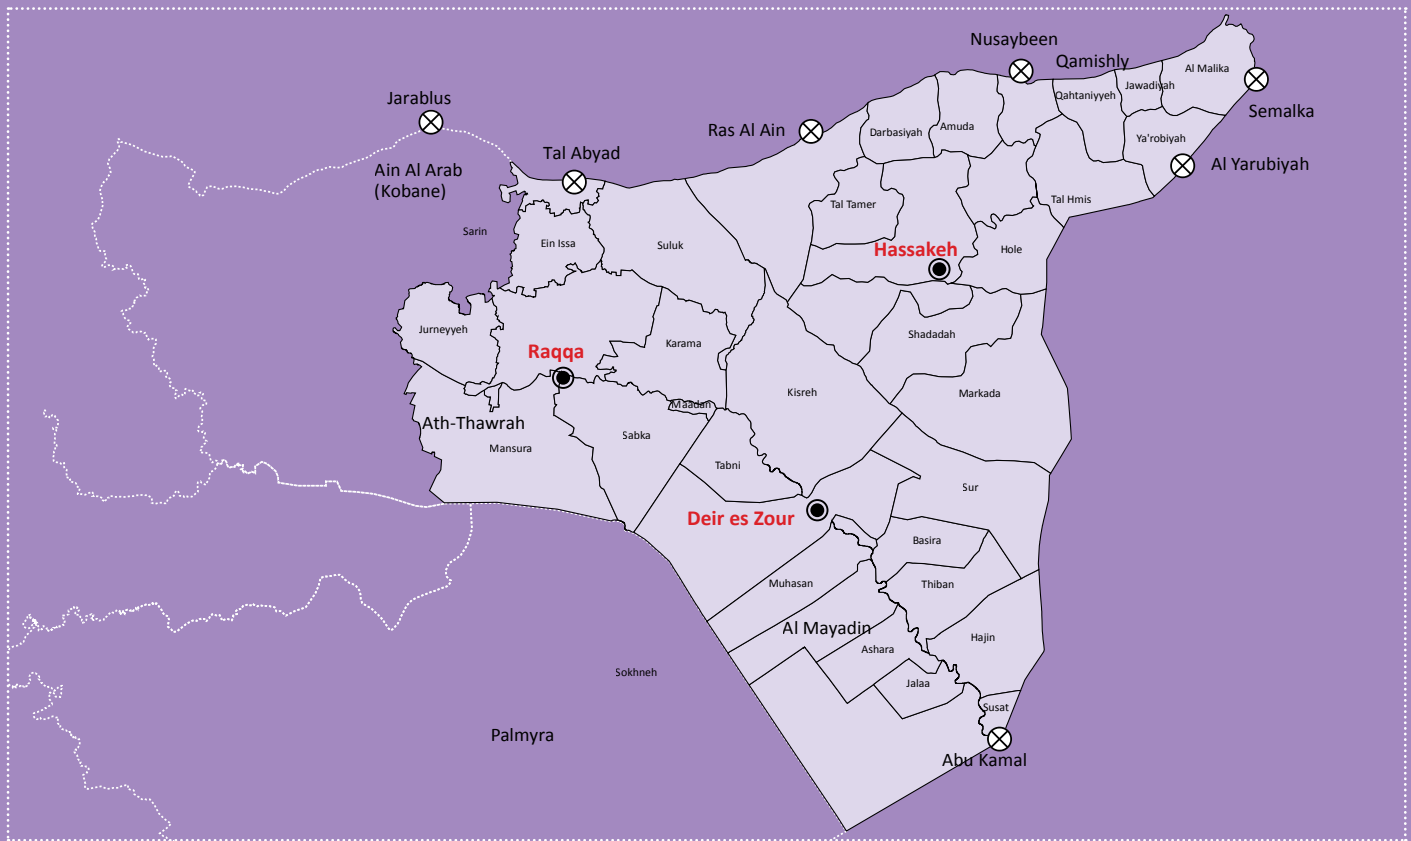 Nusaybeen
Qamishly
Al Malika
Jawadiyah
Qahtaniyyeh
Jarablus
Semalka
Ras Al Ain
Darbasiyah
Amuda
Ya'robiyah
Tal Abyad
Al Yarubiyah
Ain Al Arab
(Kobane)
Tal Tamer
Tal Hmis
Sarin
Ein Issa
Suluk
Hassakeh
Hole
Jurneyyeh
Karama
Shadadah
Raqqa
Kisreh
Markada
Maadan
Ath-Thawrah
Mansura
Sabka
Tabni
Sur
Deir es Zour
Basira
Muhasan
Thiban
Al Mayadin
Hajin
Ashara
Sokhneh
Jalaa
Susat
Palmyra
Abu Kamal